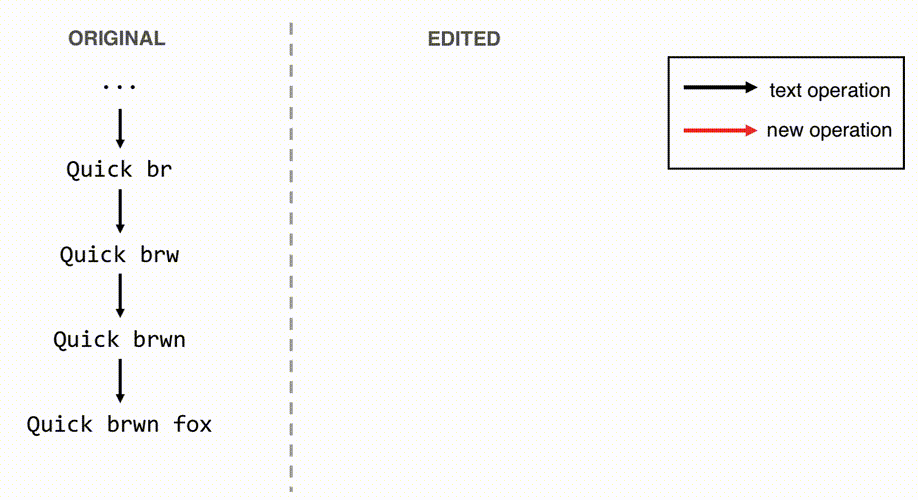 ORIGINAL
EDITED
...
text operation
new operation
Quick br
Quick brw
Quick brwn
Quick brwn fox